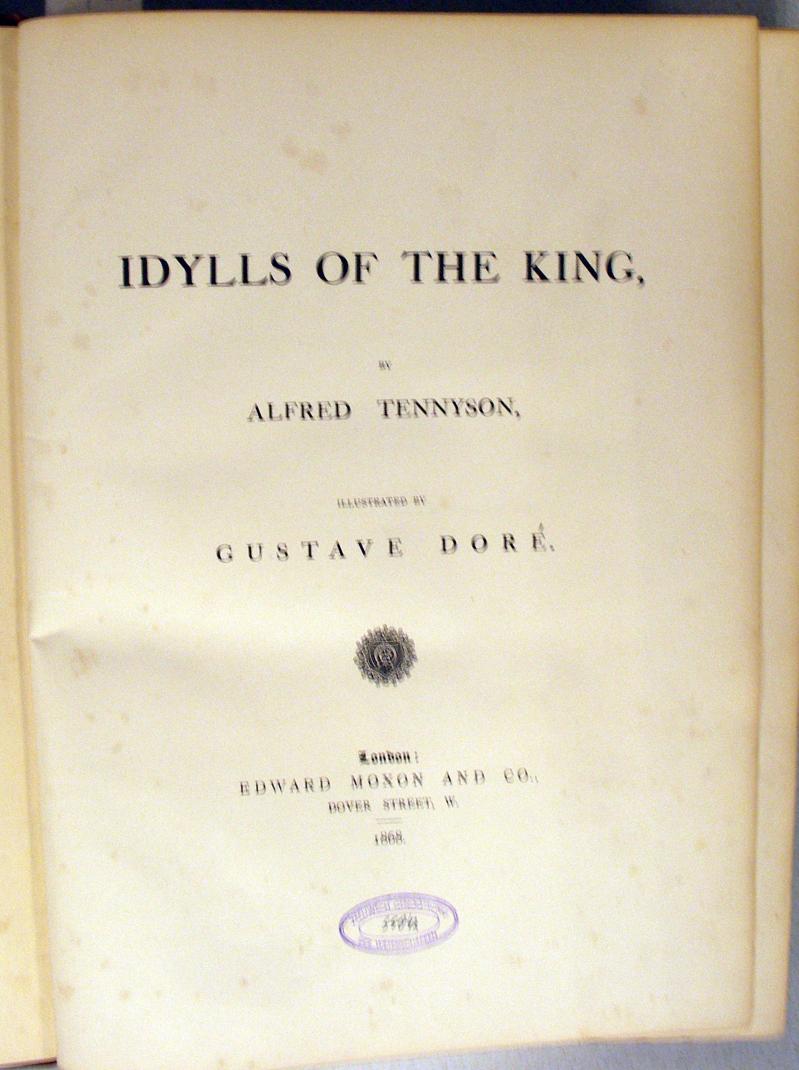 IDYLLS OF THE KING,
BY
ALFRED TENNYSON,
ILLUSTRATED BY
GUSTAVE DORÉ.
London:
EDWARD MOXON AND CO.,
DOVER STREET, W.
1868.